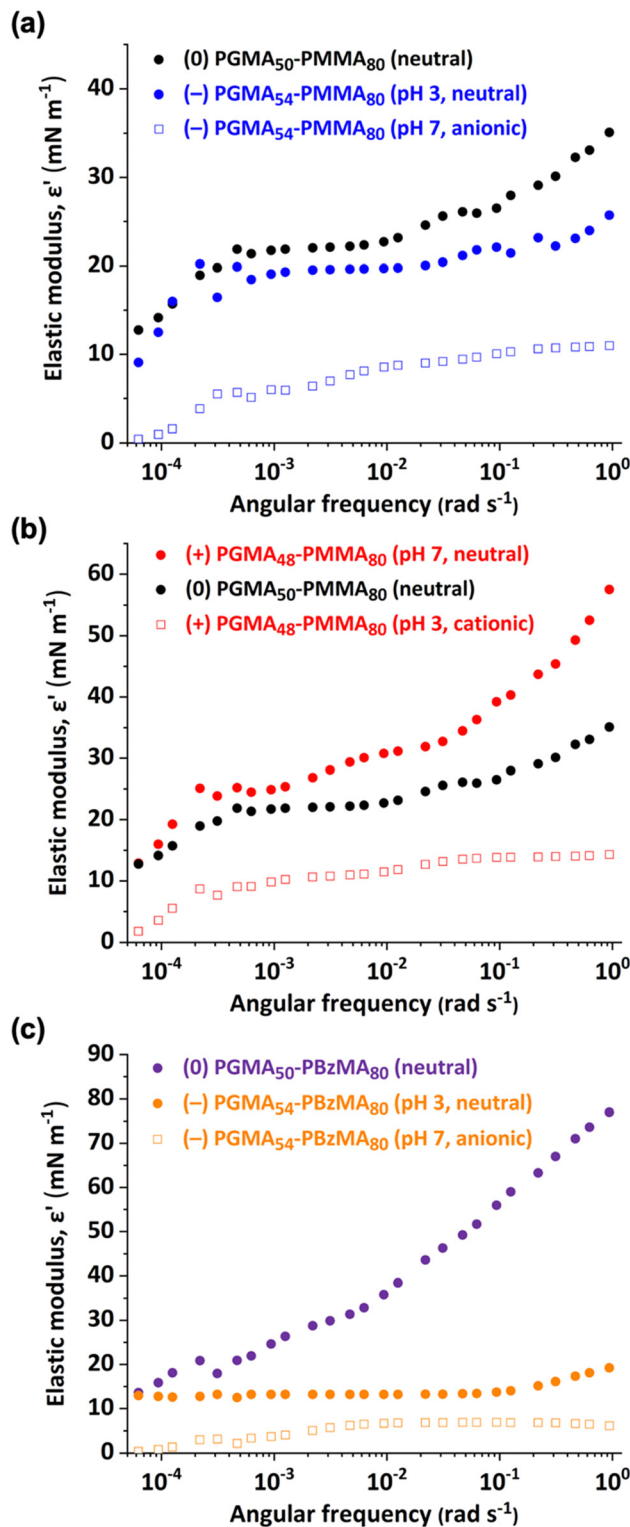 (a)
(0) PGMA₅₀-PMMA₈₀ (neutral)
(−) PGMA₅₄-PMMA₈₀ (pH 3, neutral)
(−) PGMA₅₄-PMMA₈₀ (pH 7, anionic)
Elastic modulus, ε' (mN m⁻¹)
40
30
20
10
0
10⁻⁴ 10⁻³ 10⁻² 10⁻¹ 10⁰
Angular frequency (rad s⁻¹)
(b)
(+) PGMA₄₈-PMMA₈₀ (pH 7, neutral)
(0) PGMA₅₀-PMMA₈₀ (neutral)
(+) PGMA₄₈-PMMA₈₀ (pH 3, cationic)
Elastic modulus, ε' (mN m⁻¹)
60
50
40
30
20
10
0
10⁻⁴ 10⁻³ 10⁻² 10⁻¹ 10⁰
Angular frequency (rad s⁻¹)
(c)
(0) PGMA₅₀-PBzMA₈₀ (neutral)
(−) PGMA₅₄-PBzMA₈₀ (pH 3, neutral)
(−) PGMA₅₄-PBzMA₈₀ (pH 7, anionic)
Elastic modulus, ε' (mN m⁻¹)
90
80
70
60
50
40
30
20
10
0
10⁻⁴ 10⁻³ 10⁻² 10⁻¹ 10⁰
Angular frequency (rad s⁻¹)